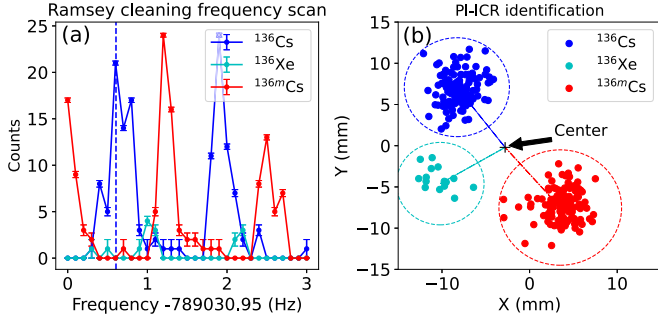 Ramsey cleaning frequency scan
(a)
¹³⁶Cs
¹³⁶Xe
¹³⁶ᵐCs
25
20
15
10
5
0
Counts
0 1 2 3
Frequency -789030.95 (Hz)
PI-ICR identification
(b)
¹³⁶Cs
¹³⁶Xe
¹³⁶ᵐCs
Center
15
10
5
0
−5
−10
−15
Y (mm)
−10 0 10
X (mm)